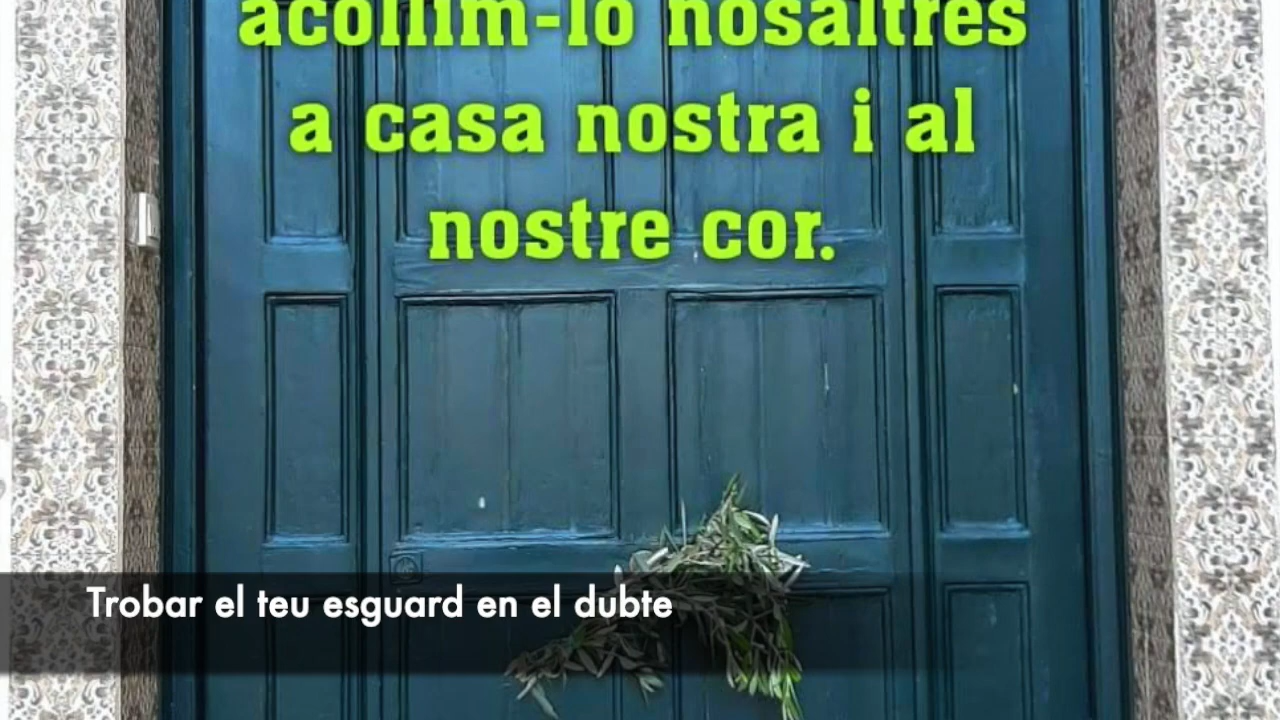 acollim-lo nosaltres
a casa nostra i al
nostre cor.
Trobar el teu esguard en el dubte